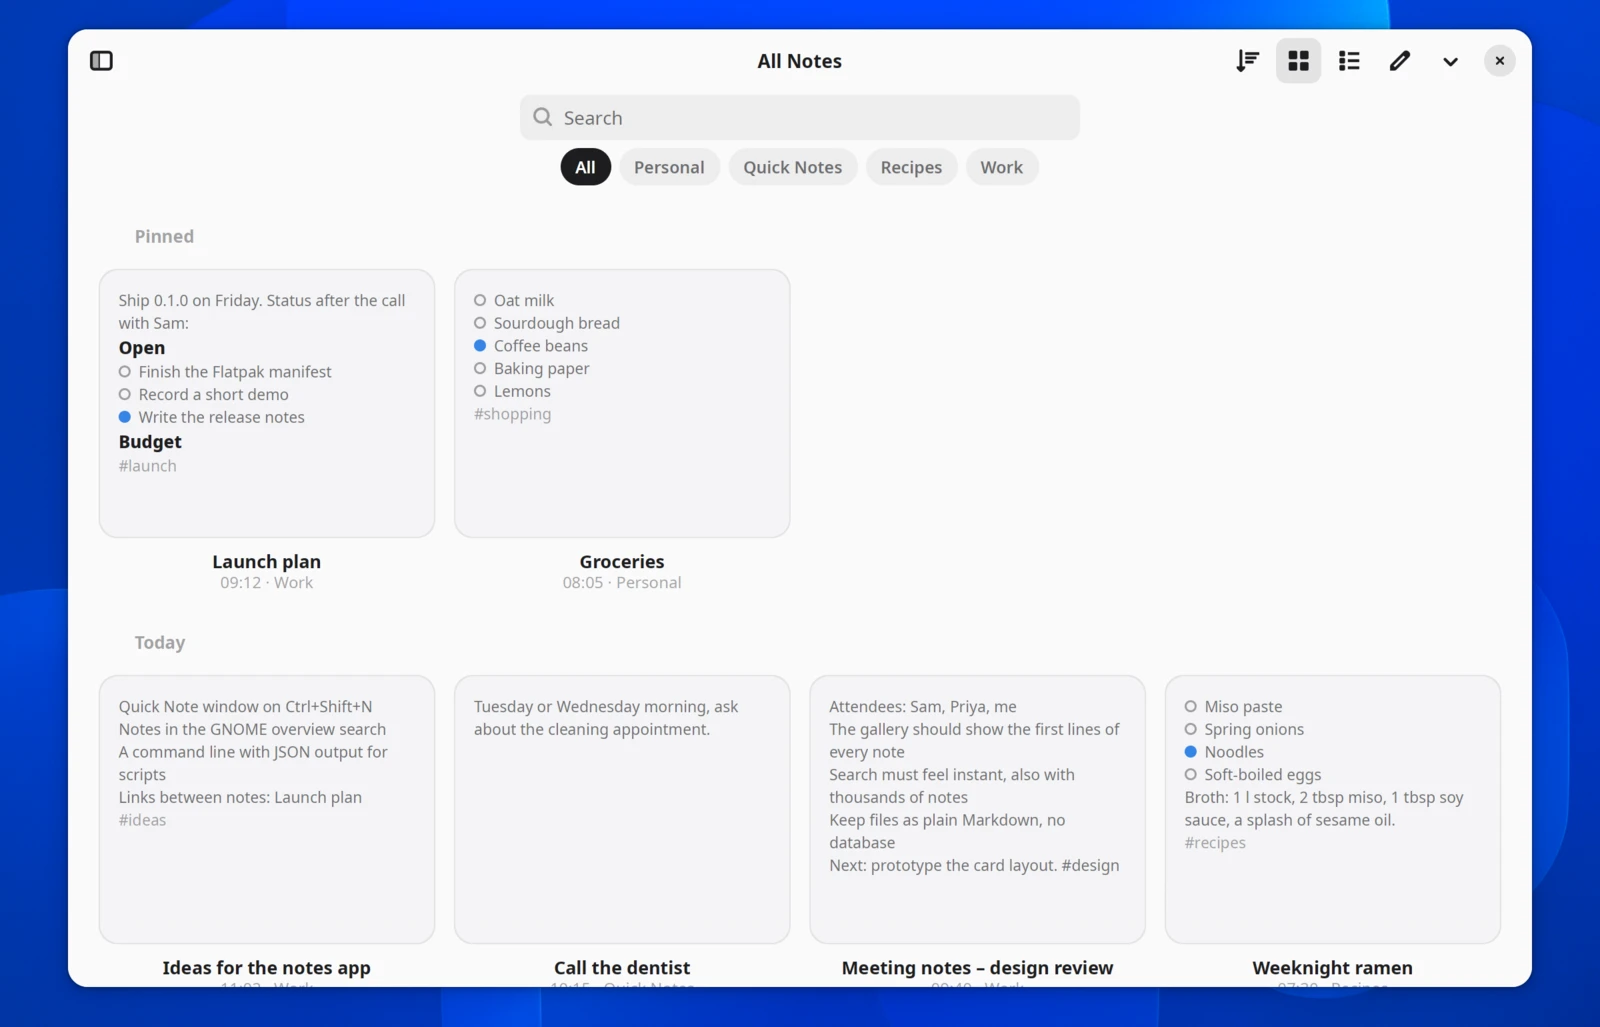 All Notes
Search
All
Personal
Quick Notes
Recipes
Work
Pinned
Ship 0.1.0 on Friday. Status after the call
with Sam:
Open
Finish the Flatpak manifest
Record a short demo
Write the release notes
Budget
#launch
Launch plan
09:12 · Work
Oat milk
Sourdough bread
Coffee beans
Baking paper
Lemons
#shopping
Groceries
08:05 · Personal
Today
Quick Note window on Ctrl+Shift+N
Notes in the GNOME overview search
A command line with JSON output for
scripts
Links between notes: Launch plan
#ideas
Ideas for the notes app
Tuesday or Wednesday morning, ask
about the cleaning appointment.
Call the dentist
Attendees: Sam, Priya, me
The gallery should show the first lines of
every note
Search must feel instant, also with
thousands of notes
Keep files as plain Markdown, no
database
Next: prototype the card layout. #design
Meeting notes – design review
Miso paste
Spring onions
Noodles
Soft-boiled eggs
Broth: 1 l stock, 2 tbsp miso, 1 tbsp soy
sauce, a splash of sesame oil.
#recipes
Weeknight ramen